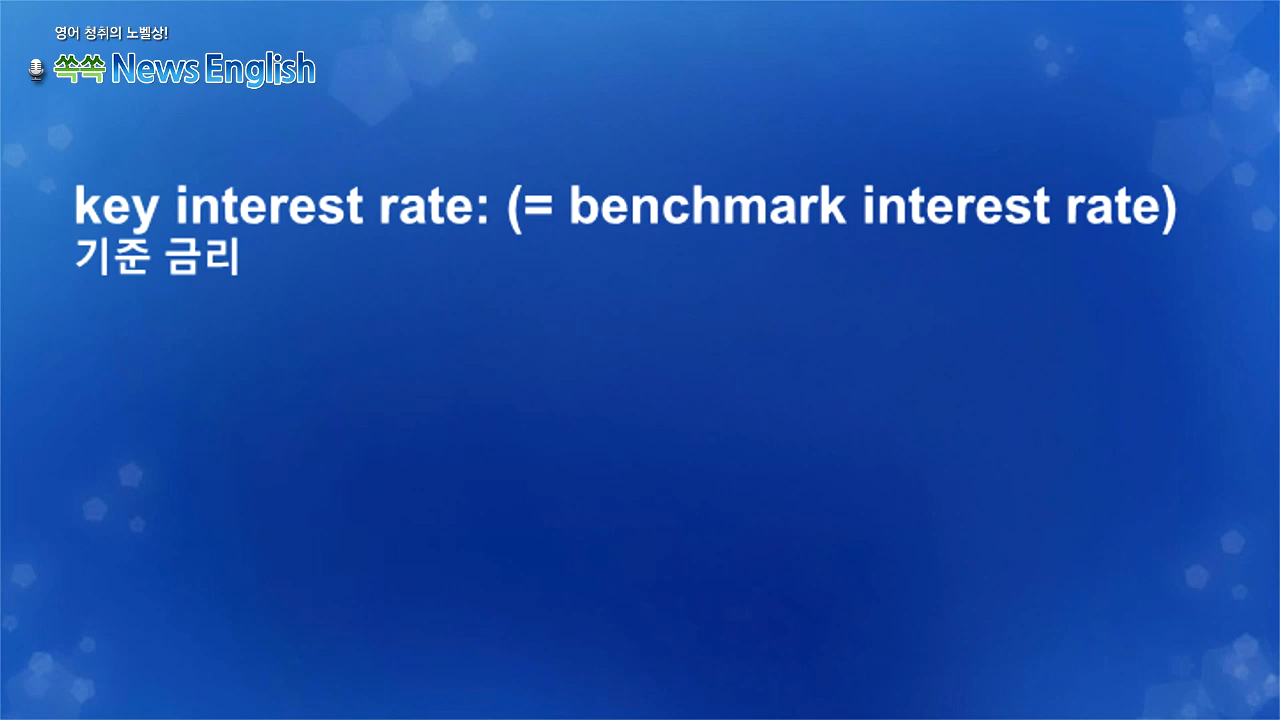 영어 청취의 노벨상!
쏙쏙 News English
key interest rate: (= benchmark interest rate)
기준 금리